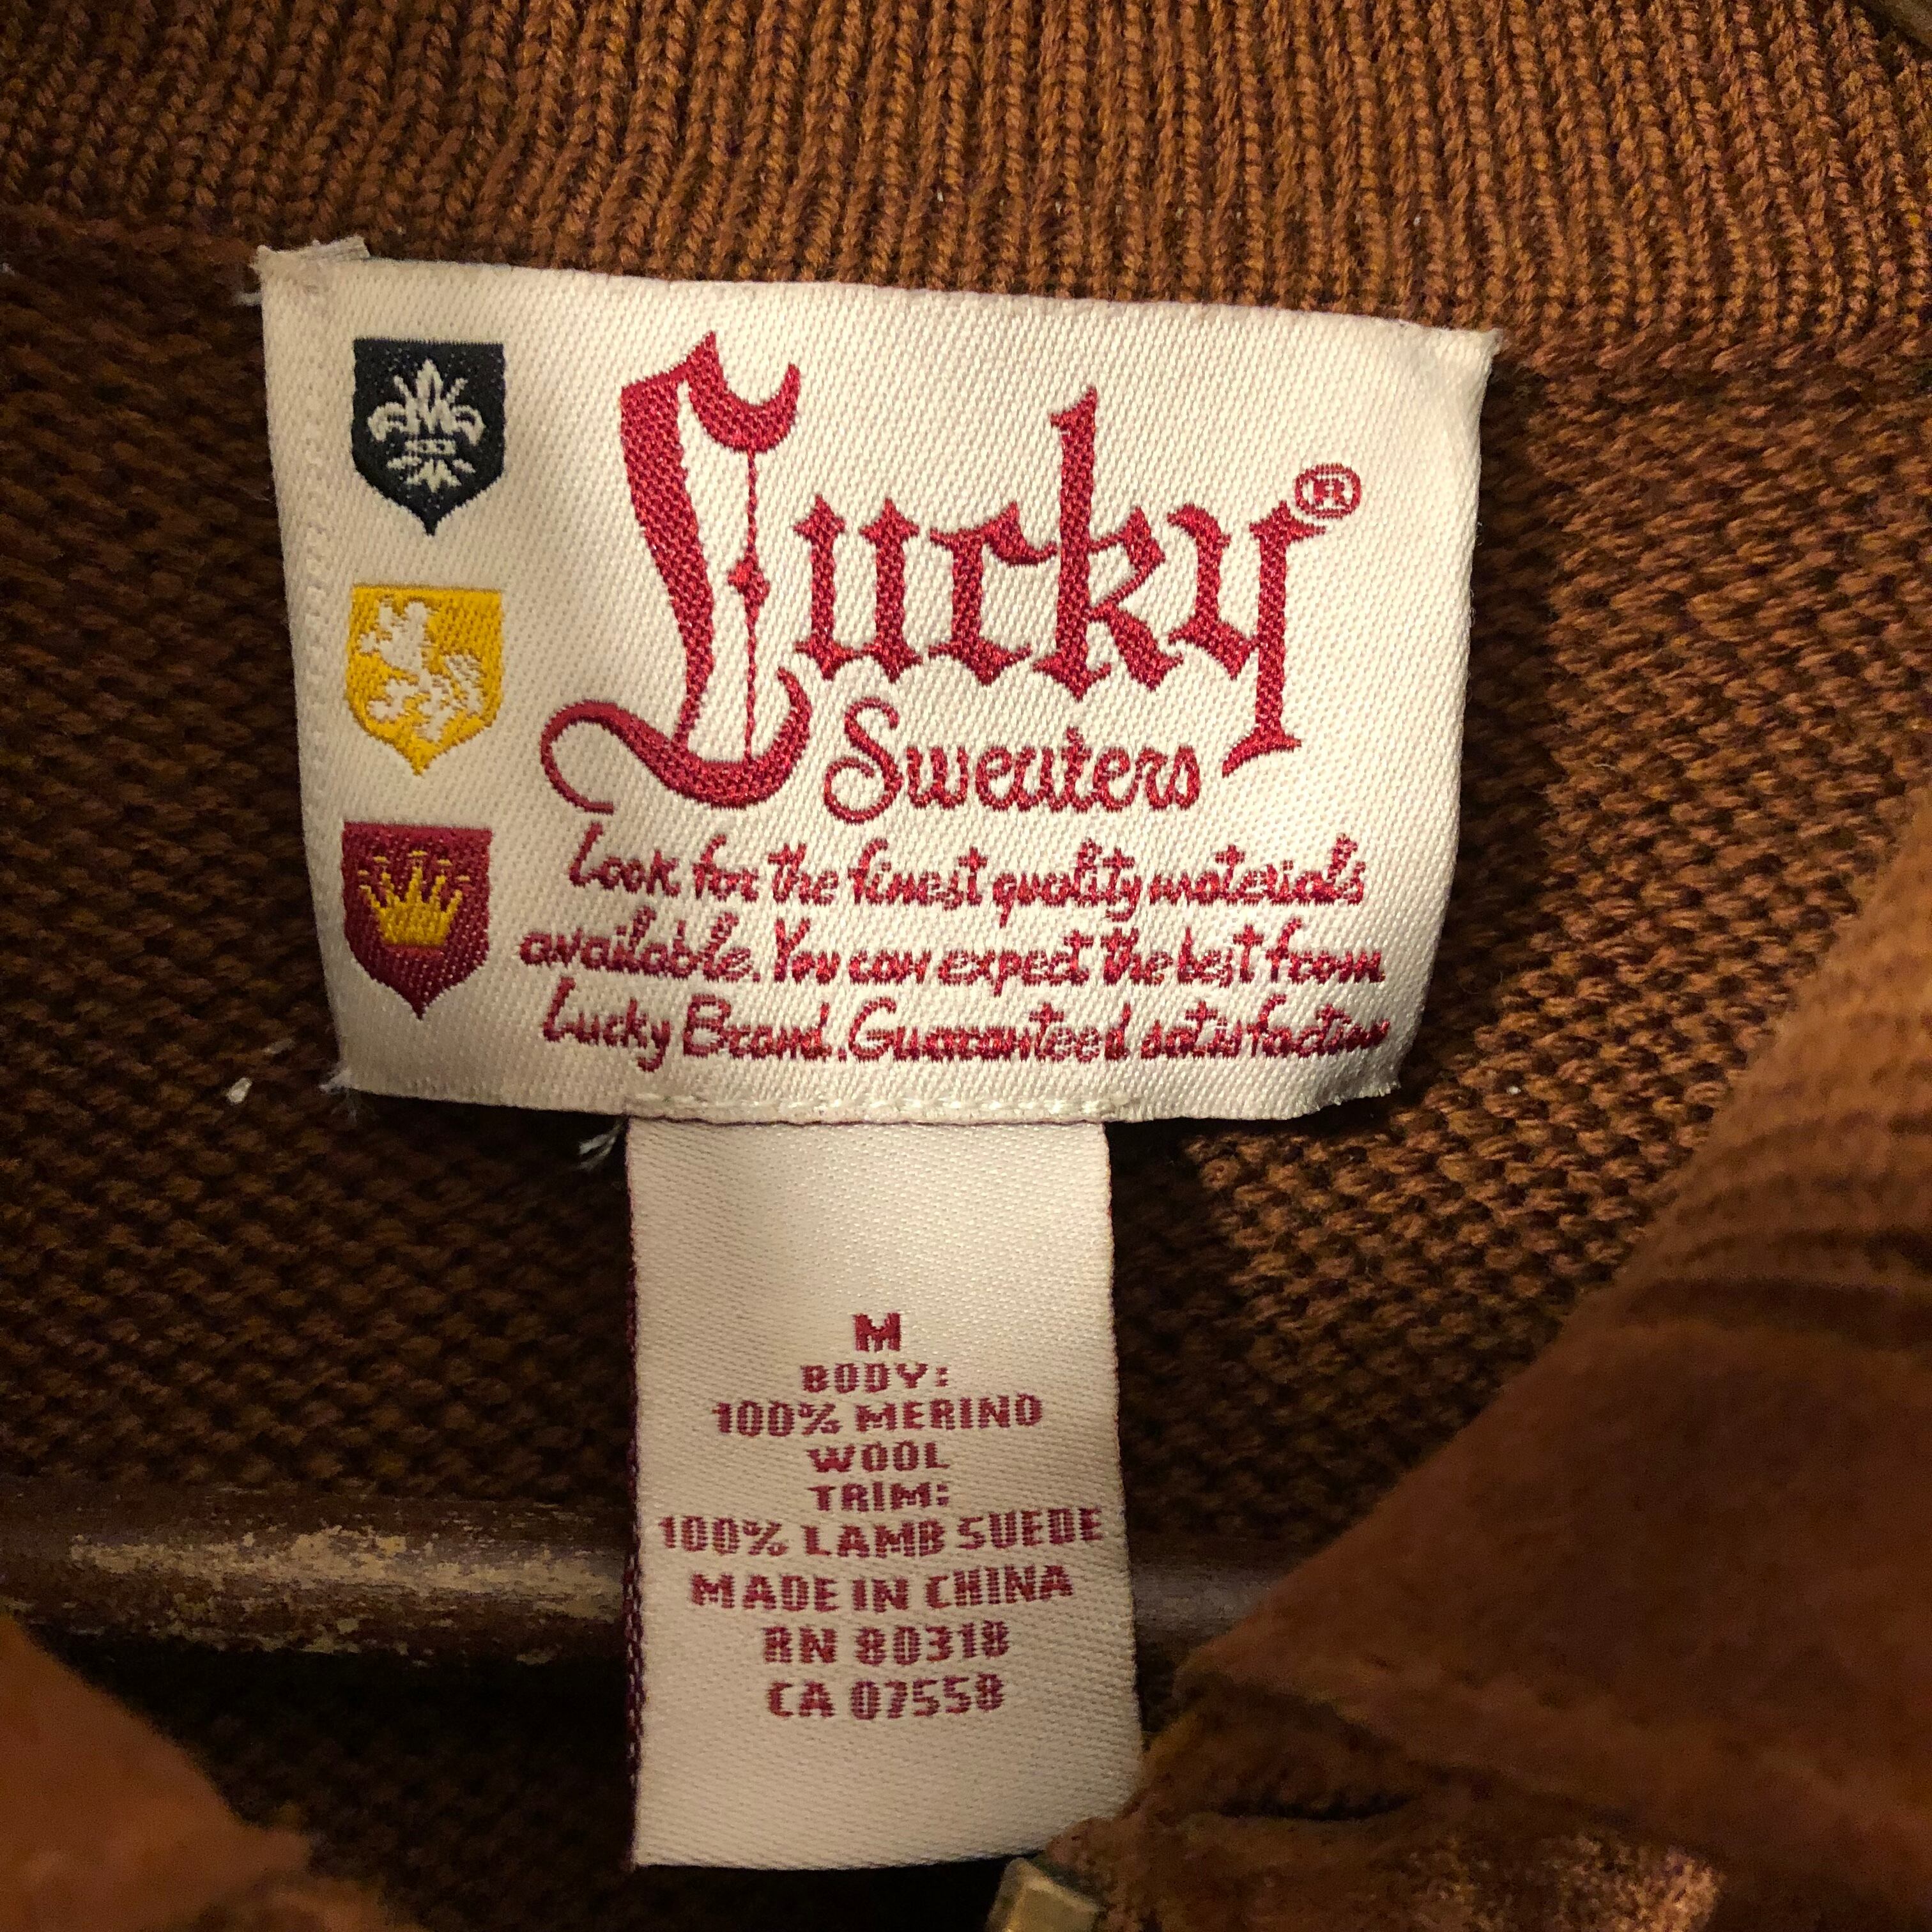 Lucky®
Sweaters
Look for the finest quality materials
available. You can expect the best from
Lucky Brand. Guaranteed satisfaction
M
BODY:
100% MERINO
WOOL
TRIM:
100% LAMB SUEDE
MADE IN CHINA
RN 80318
CA 07558